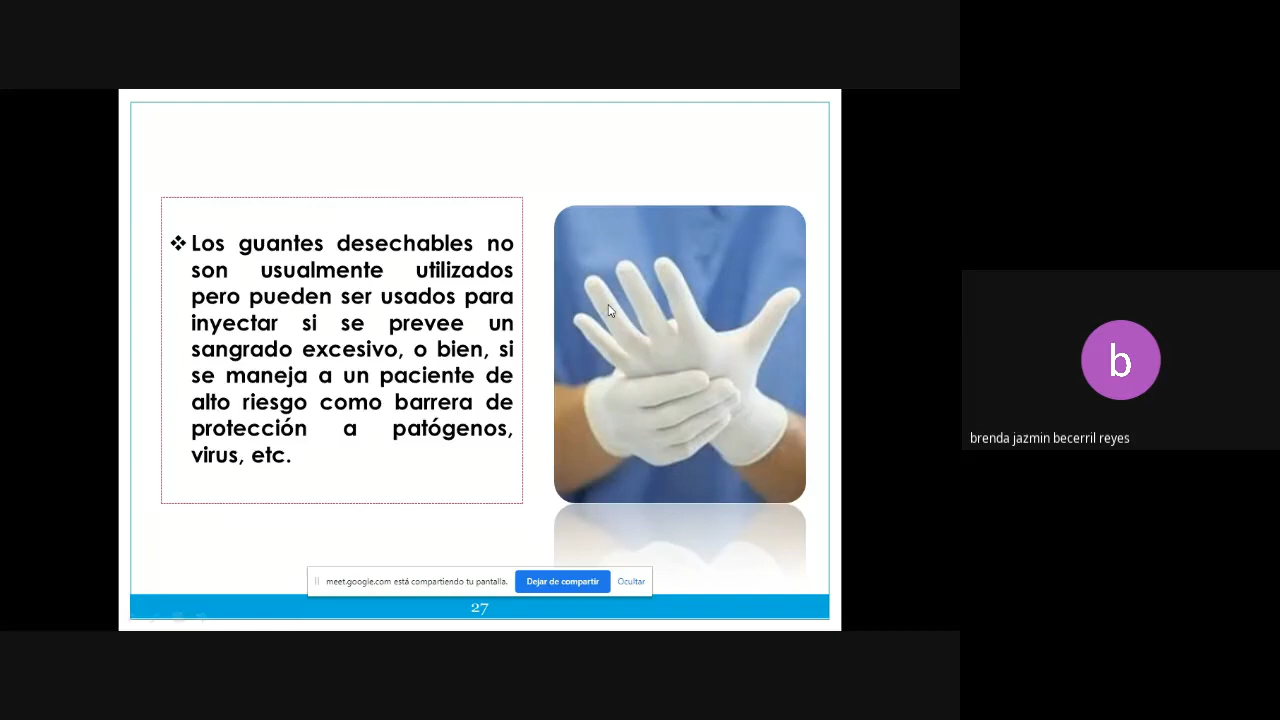 ❖ Los guantes desechables no
son usualmente utilizados
pero pueden ser usados para
inyectar si se prevee un
sangrado excesivo, o bien, si
se maneja a un paciente de
alto riesgo como barrera de
protección a patógenos,
virus, etc.
b
brenda jazmin becerril reyes
meet.google.com está compartiendo tu pantalla. Dejar de compartir Ocultar
27